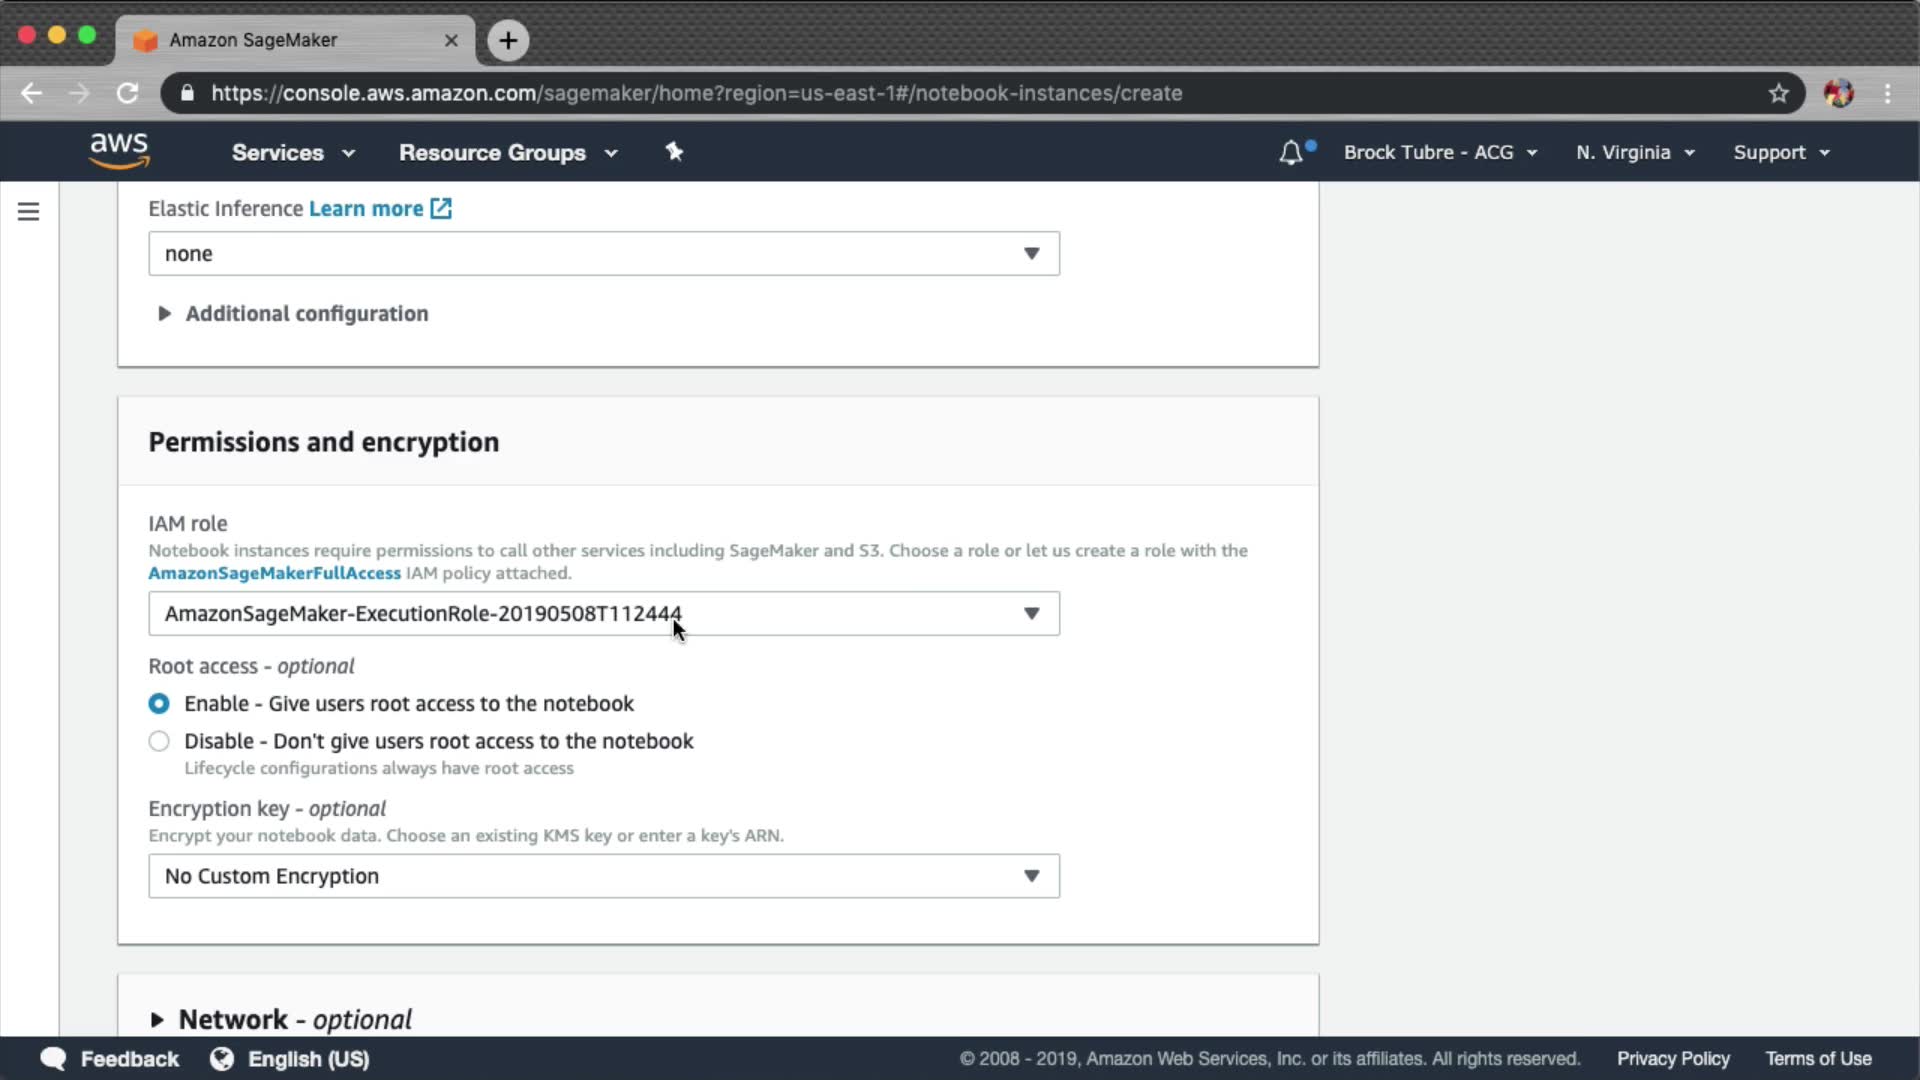 Amazon SageMaker
https://console.aws.amazon.com/sagemaker/home?region=us-east-1#/notebook-instances/create
aws
Services
Resource Groups
Brock Tubre - ACG
N. Virginia
Support
Elastic Inference Learn more
none
Additional configuration
Permissions and encryption
IAM role
Notebook instances require permissions to call other services including SageMaker and S3. Choose a role or let us create a role with the
AmazonSageMakerFullAccess IAM policy attached.
AmazonSageMaker-ExecutionRole-20190508T112444
Root access - optional
Enable - Give users root access to the notebook
Disable - Don't give users root access to the notebook
Lifecycle configurations always have root access
Encryption key - optional
Encrypt your notebook data. Choose an existing KMS key or enter a key's ARN.
No Custom Encryption
Network - optional
Feedback
English (US)
© 2008 - 2019, Amazon Web Services, Inc. or its affiliates. All rights reserved.
Privacy Policy
Terms of Use